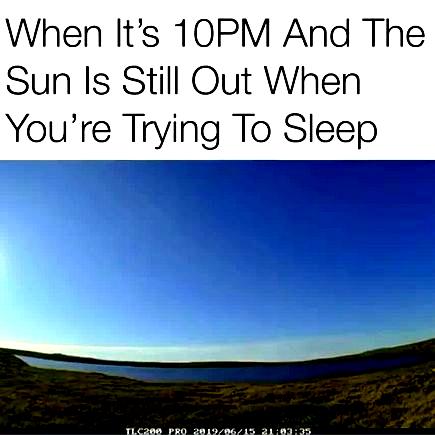 When It’s 10PM And The
Sun Is Still Out When
You’re Trying To Sleep
TLC200 PRO 2019/06/15 21:03:35